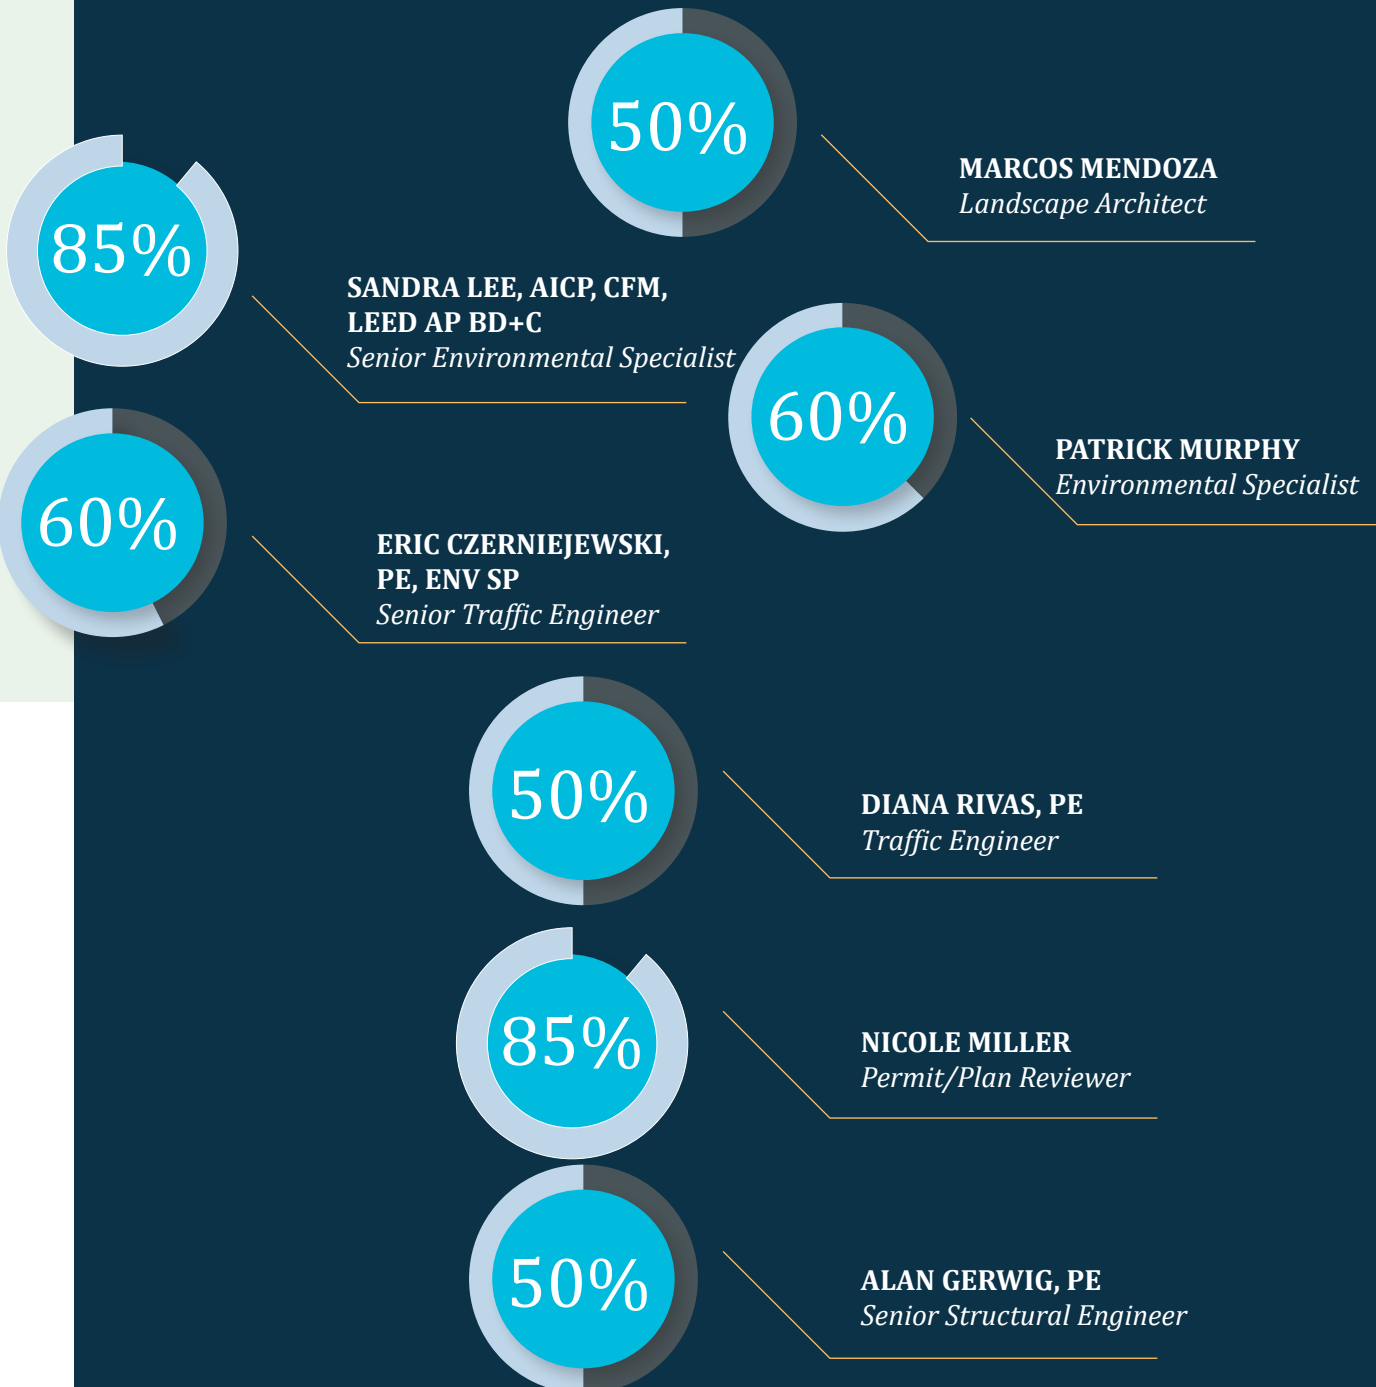 50%
MARCOS MENDOZA
Landscape Architect
85%
SANDRA LEE, AICP, CFM,
LEED AP BD+C
Senior Environmental Specialist
60%
PATRICK MURPHY
Environmental Specialist
60%
ERIC CZERNIEJEWSKI,
PE, ENV SP
Senior Traffic Engineer
50%
DIANA RIVAS, PE
Traffic Engineer
85%
NICOLE MILLER
Permit/Plan Reviewer
50%
ALAN GERWIG, PE
Senior Structural Engineer